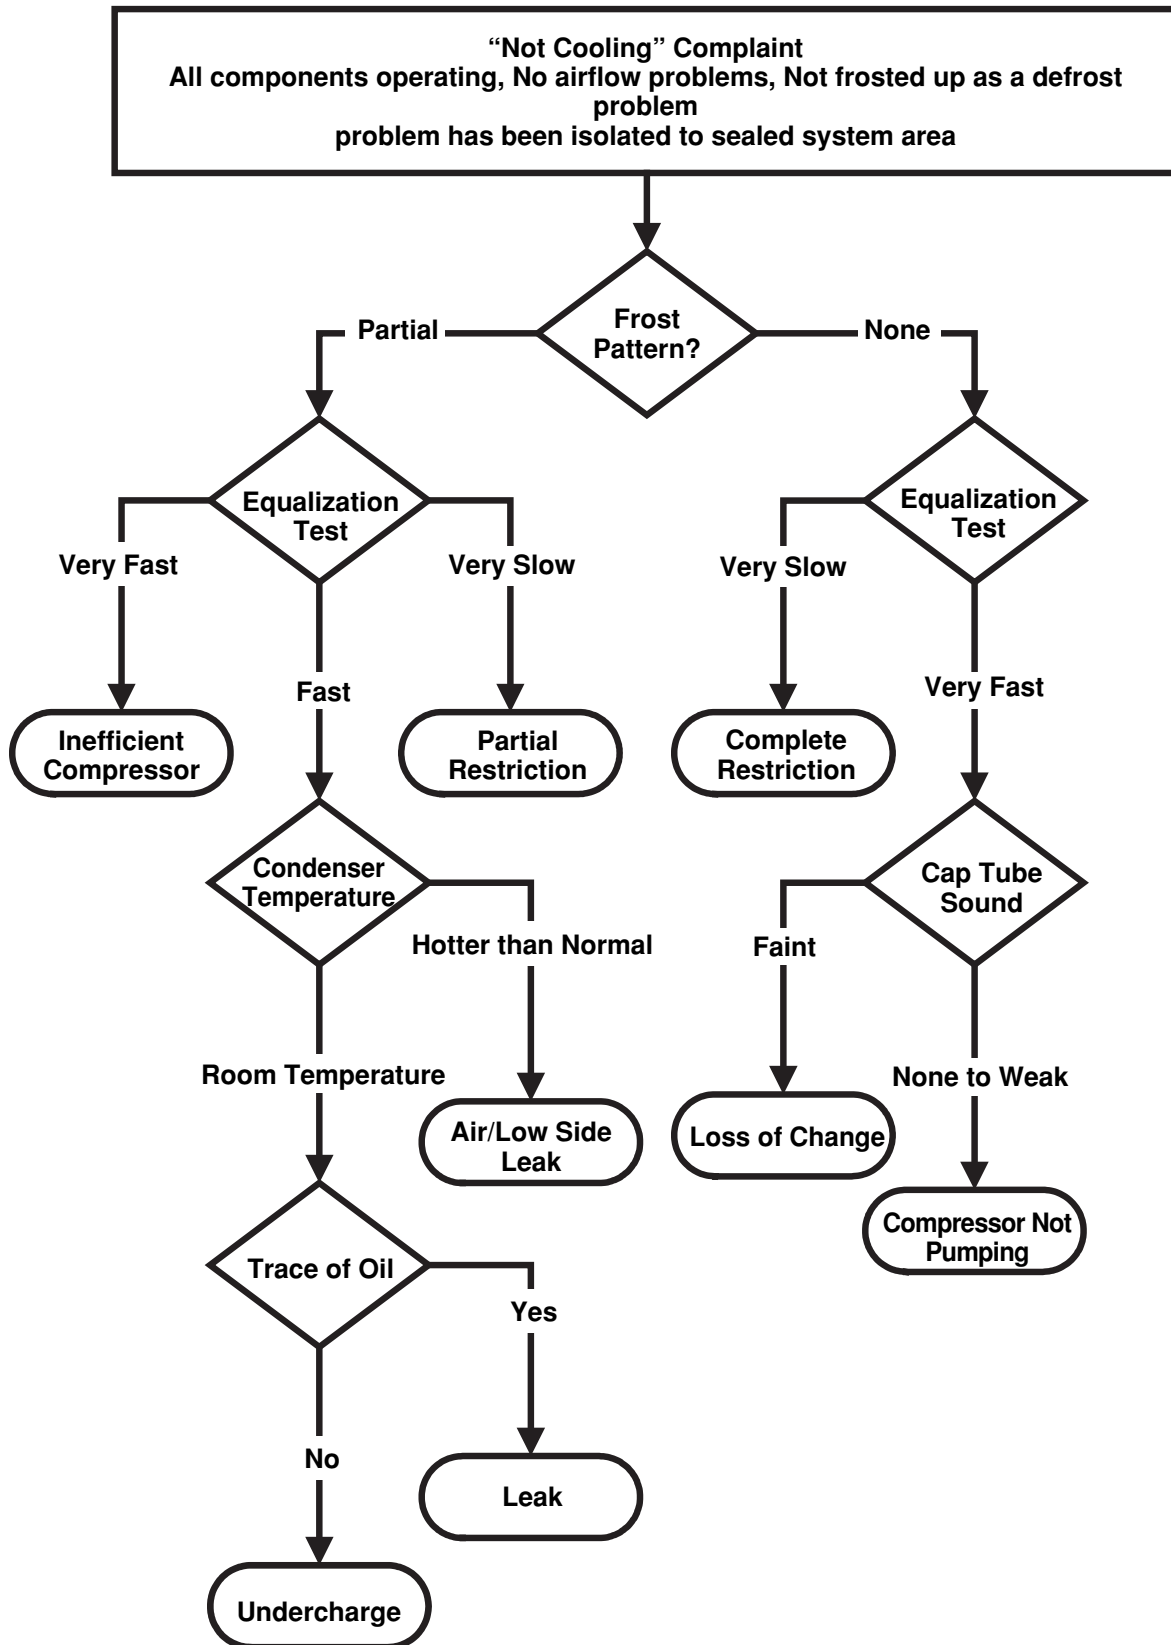 “Not Cooling” Complaint
All components operating, No airflow problems, Not frosted up as a defrost
problem
problem has been isolated to sealed system area
Frost
Pattern?
Partial
None
Equalization
Test
Equalization
Test
Very Fast
Very Slow
Very Slow
Fast
Very Fast
Inefficient
Compressor
Partial
Restriction
Complete
Restriction
Condenser
Temperature
Cap Tube
Sound
Hotter than Normal
Faint
Room Temperature
None to Weak
Air/Low Side
Leak
Loss of Change
Compressor Not
Pumping
Trace of Oil
Yes
No
Leak
Undercharge